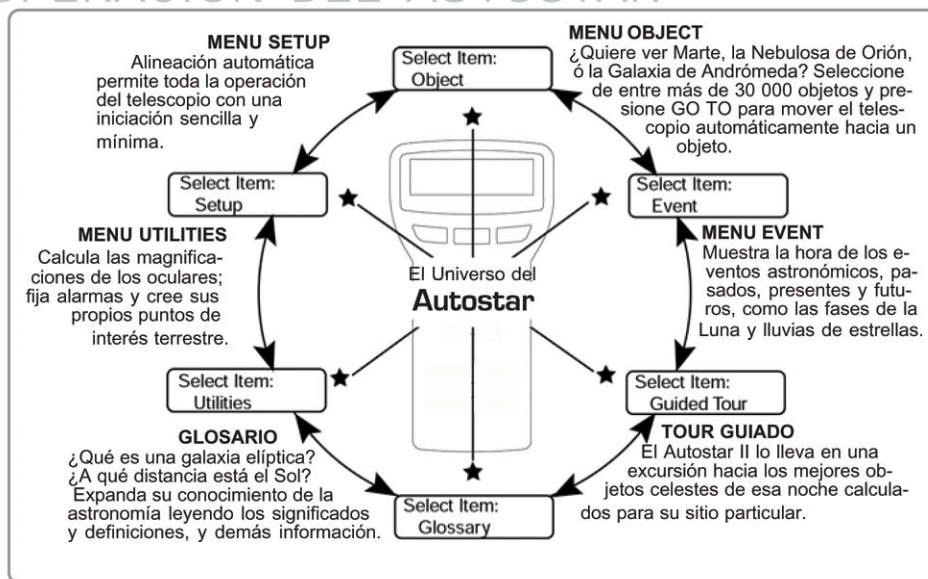 OPERACIÓN DEL AUTOSTAR
MENU SETUP
Alineación automática
permite toda la operación
del telescopio con una
iniciación sencilla y
mínima.
Select Item:
Object
MENU OBJECT
¿Quiere ver Marte, la Nebulosa de Orión,
ó la Galaxia de Andrómeda? Seleccione
de entre más de 30 000 objetos y pre-
sione GO TO para mover el teles-
copio automáticamente hacia un
objeto.
Select Item:
Setup
Select Item:
Event
MENU UTILITIES
Calcula las magnifica-
ciones de los oculares;
fija alarmas y cree sus
propios puntos de
interés terrestre.
El Universo del
Autostar
MENU EVENT
Muestra la hora de los e-
ventos astronómicos, pa-
sados, presentes y futu-
ros, como las fases de la
Luna y lluvias de estrellas.
Select Item:
Utilities
Select Item:
Guided Tour
GLOSARIO
¿Qué es una galaxia elíptica?
¿A qué distancia está el Sol?
Expanda su conocimiento de la
astronomía leyendo los significados
y definiciones, y demás información.
Select Item:
Glossary
TOUR GUIADO
El Autostar II lo lleva en una
excursión hacia los mejores ob-
jetos celestes de esa noche calcula-
dos para su sitio particular.